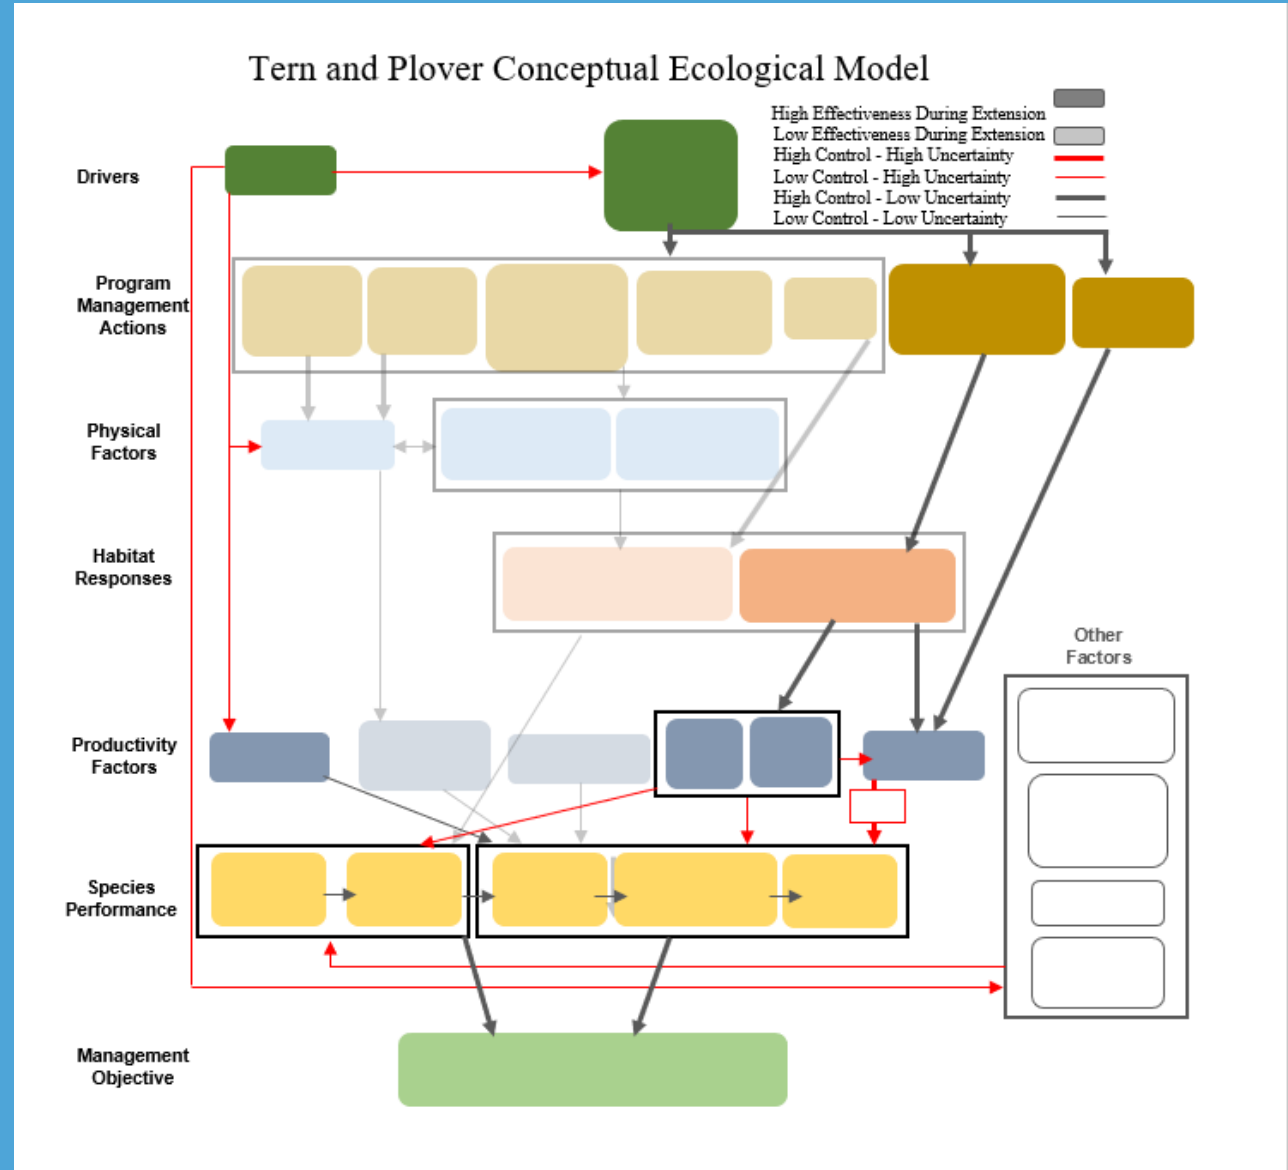 Tern and Plover Conceptual Ecological Model
High Effectiveness During Extension
Low Effectiveness During Extension
High Control - High Uncertainty
Low Control - High Uncertainty
High Control - Low Uncertainty
Low Control - Low Uncertainty
Drivers
Program
Management
Actions
Physical
Factors
Habitat
Responses
Other
Factors
Productivity
Factors
Species
Performance
Management
Objective